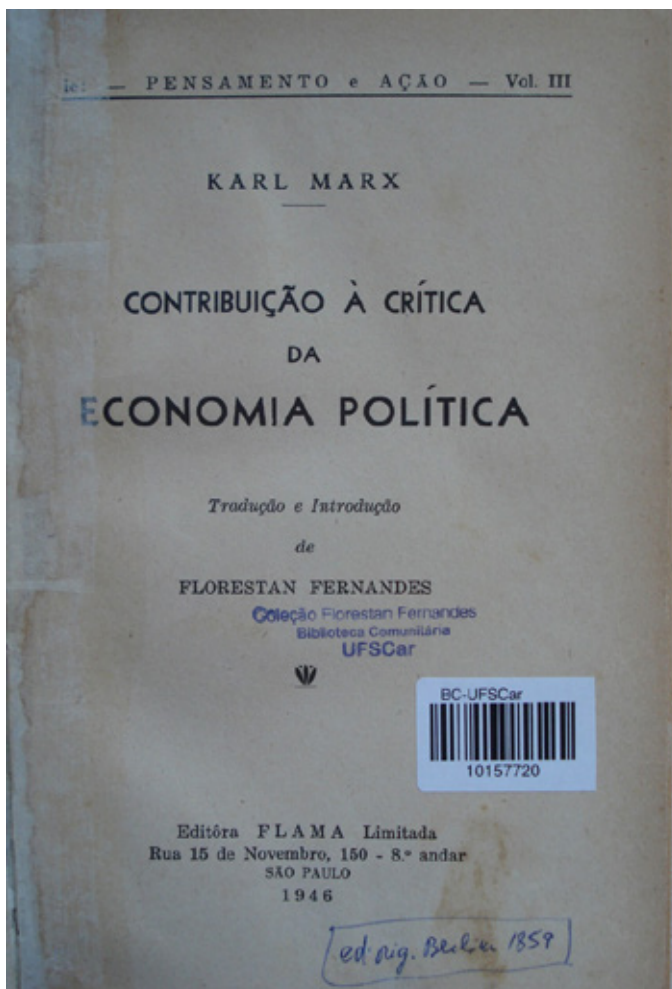 — PENSAMENTO e AÇÃO — Vol. III
KARL MARX
CONTRIBUIÇÃO À CRÍTICA
DA
ECONOMIA POLÍTICA
Tradução e Introdução
de
FLORESTAN FERNANDES
Coleção Florestan Fernandes
Biblioteca Comunitária
UFSCar
BC-UFSCar
10157720
Editôra FLAMA Limitada
Rua 15 de Novembro, 150 - 8.º andar
SÃO PAULO
1946
ed. orig. Berlim 1859